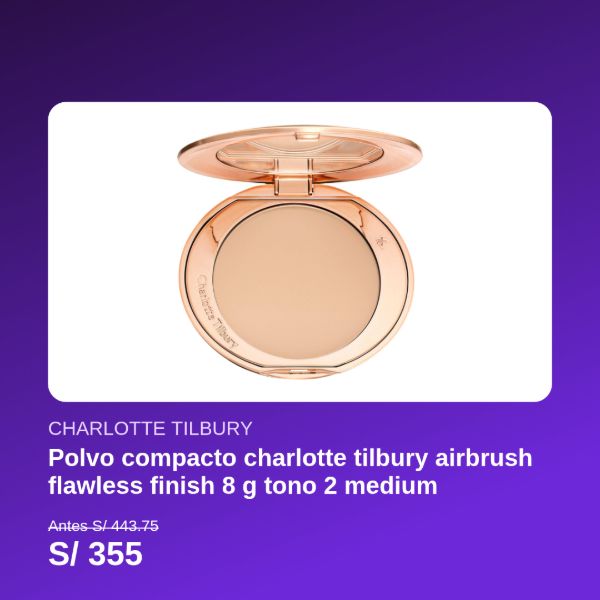 Charlotte Tilbury
CHARLOTTE TILBURY
Polvo compacto charlotte tilbury airbrush
flawless finish 8 g tono 2 medium
Antes S/ 443.75
S/ 355